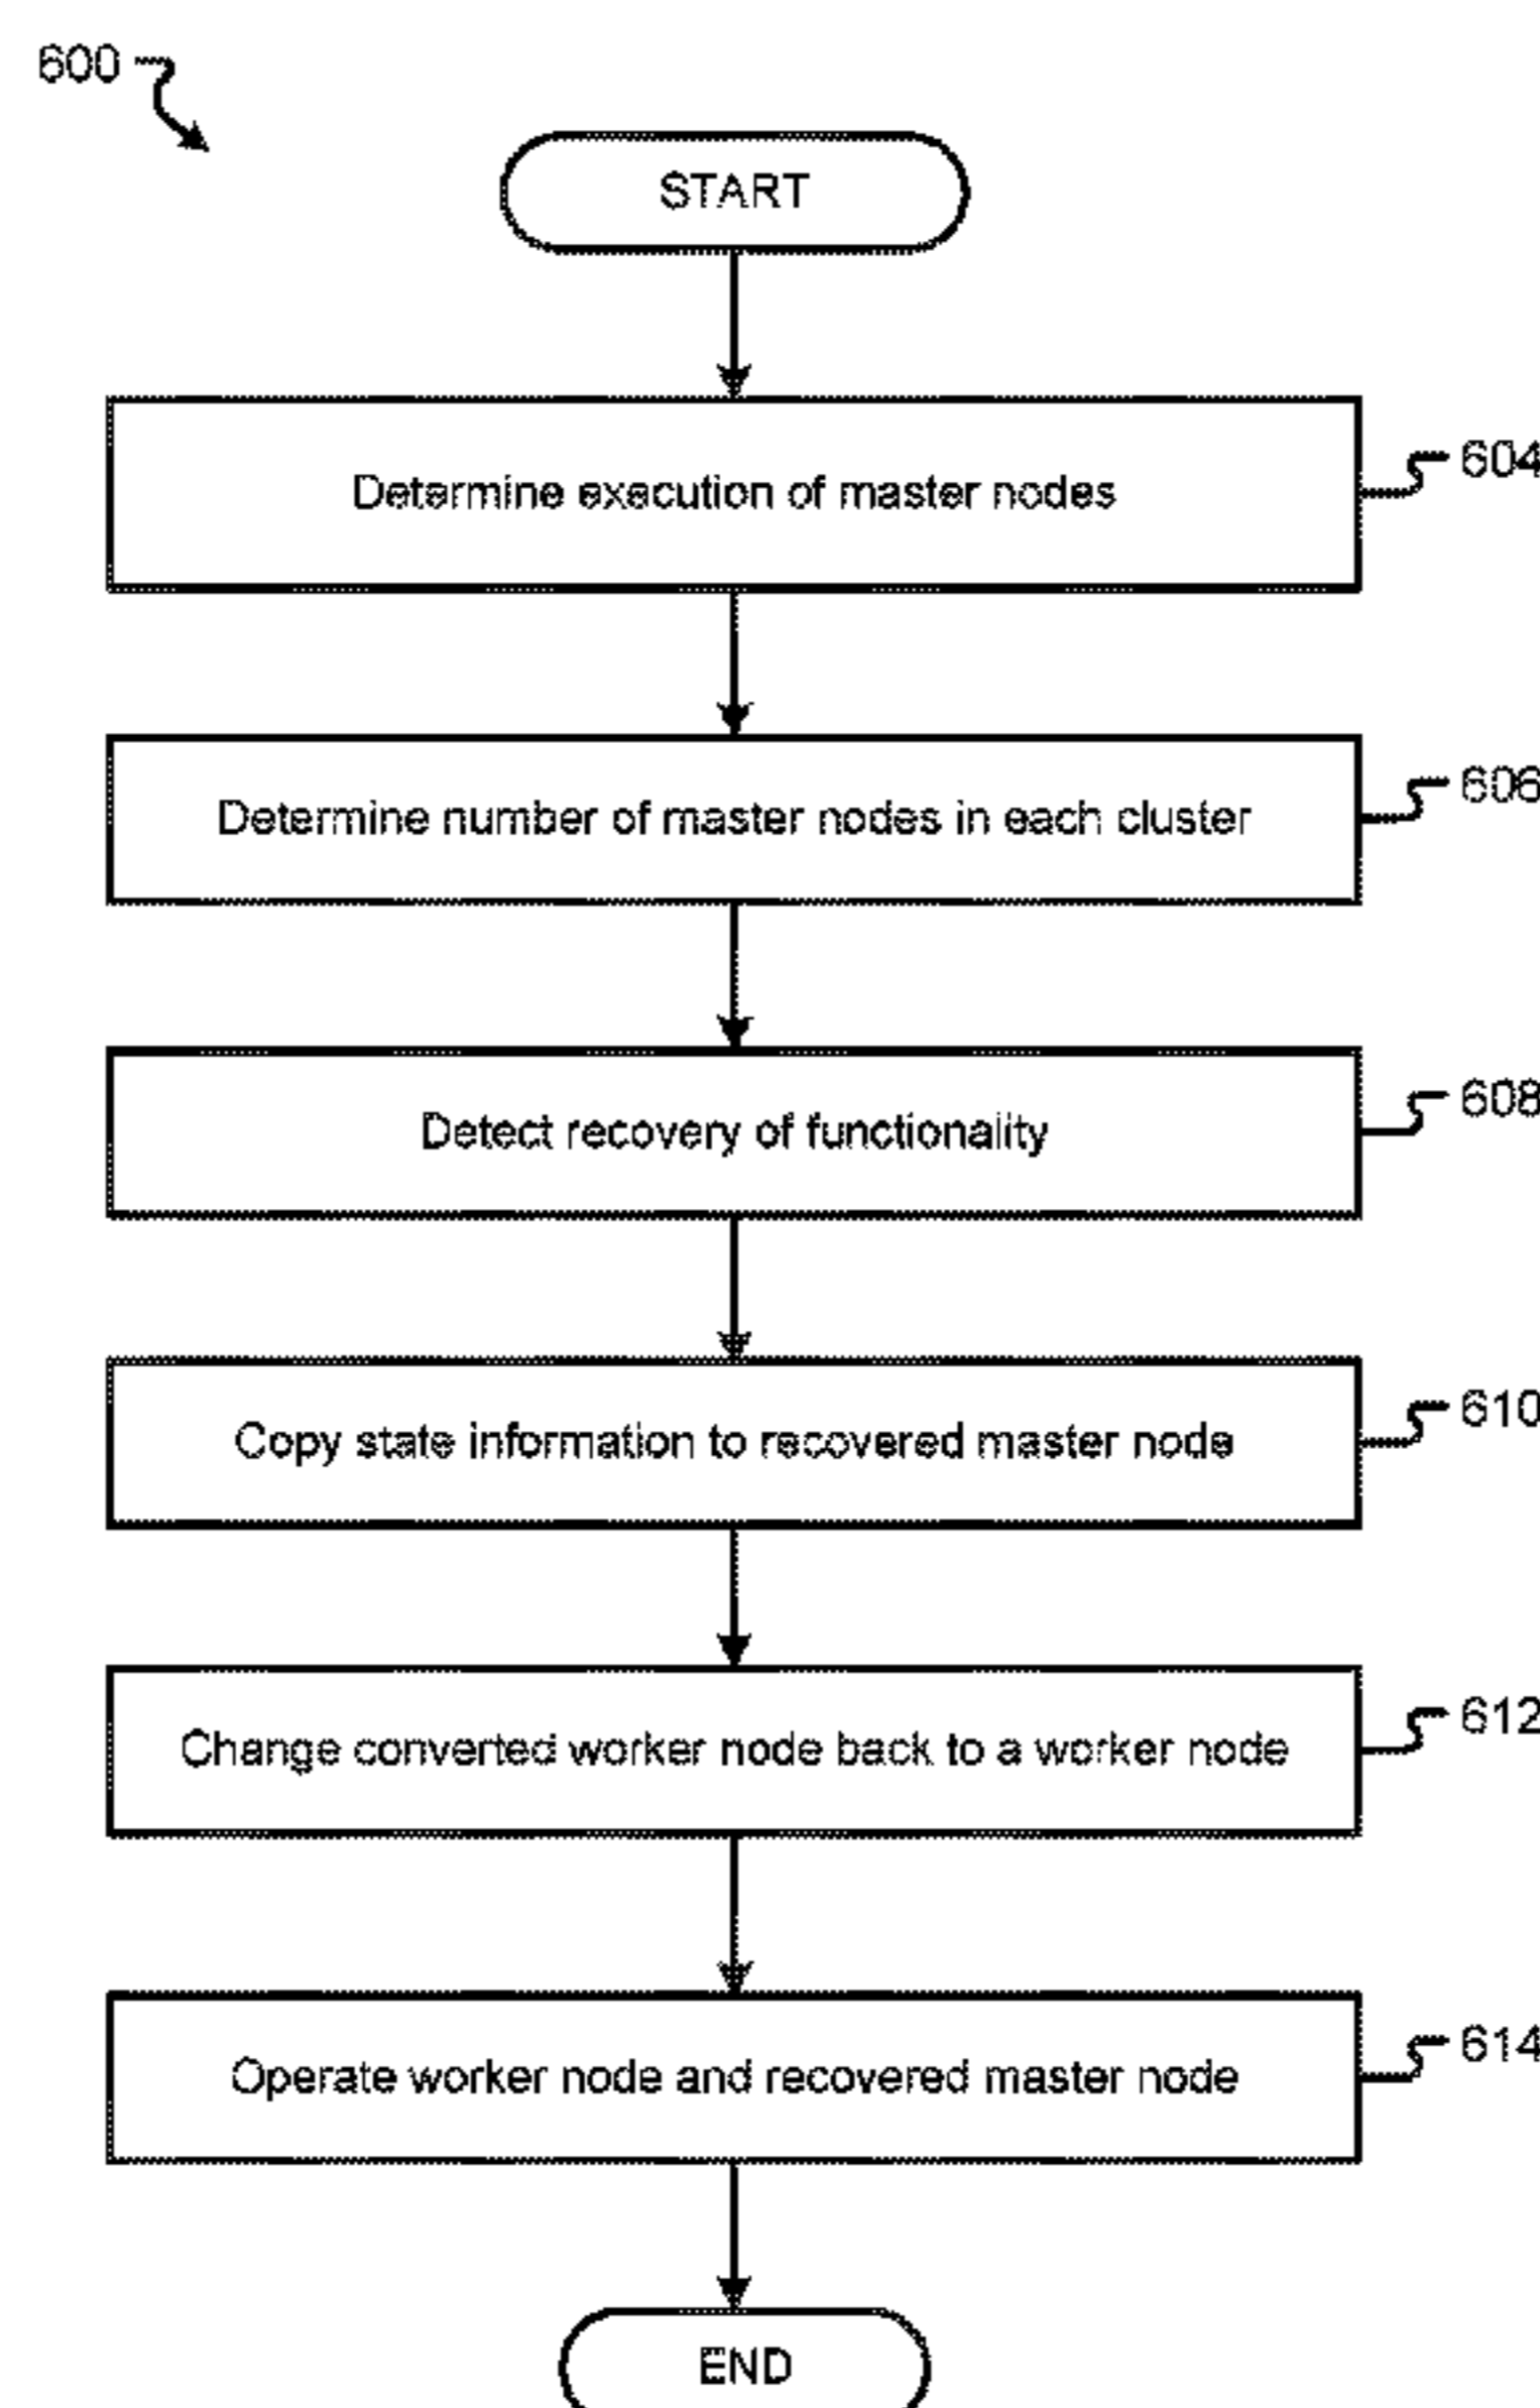 600
START
Determine execution of master nodes
604
Determine number of master nodes in each cluster
606
Detect recovery of functionality
608
Copy state information to recovered master node
610
Change converted worker node back to a worker node
612
Operate worker node and recovered master node
614
END